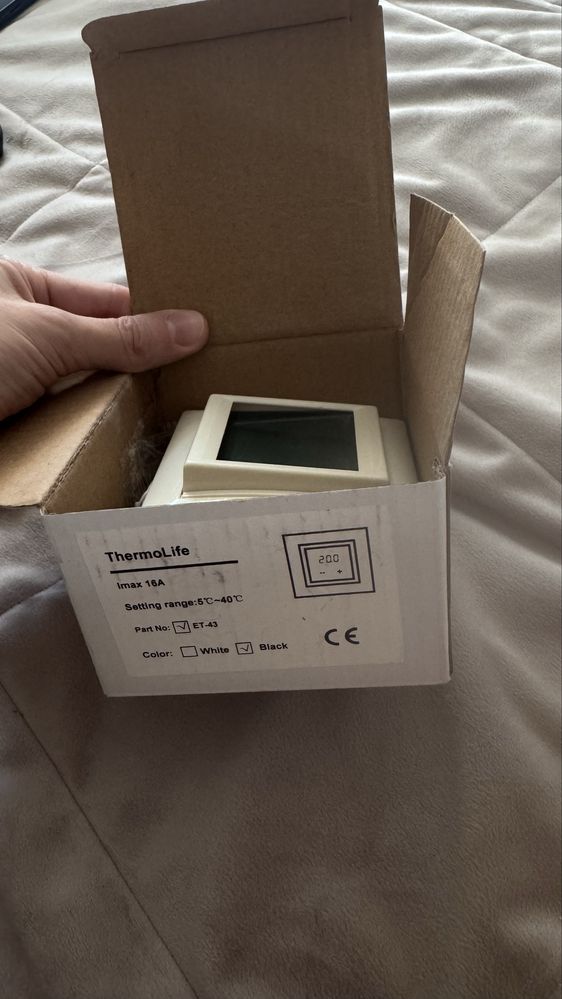 ThermoLife
Imax 16A
Setting range:5℃~40℃
Part No: ET-43
Color: White Black
20.0
- +
CE